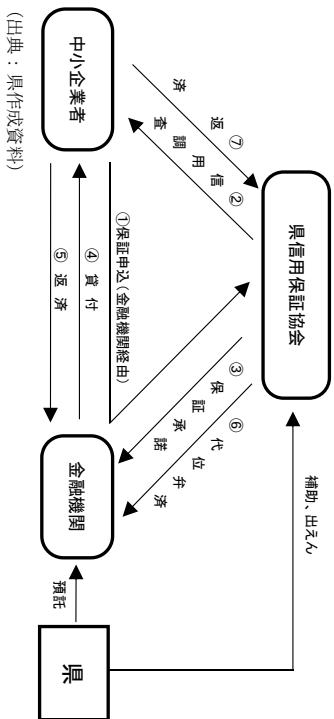 県信用保証協会
補助、出えん
⑦返済
②信用調査
③保証承諾
⑥代位弁済
①保証申込(金融機関経由)
中小企業者
④貸付
⑤返済
金融機関
預託
県
(出典：県作成資料)